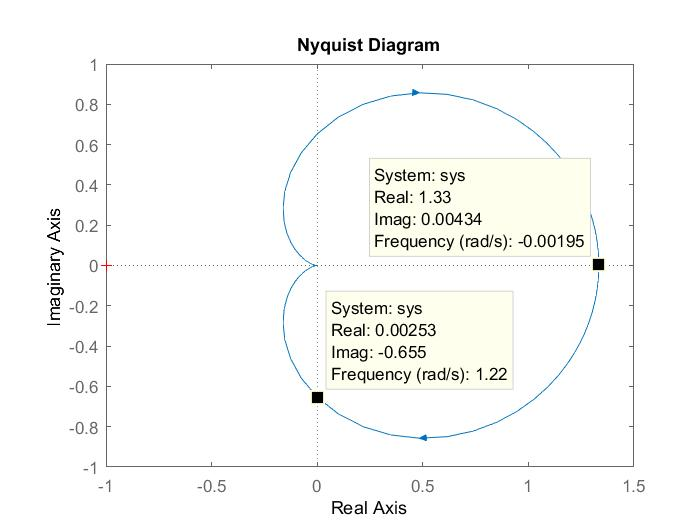 Nyquist Diagram
1
0.8
0.6
0.4
0.2
0
-0.2
-0.4
-0.6
-0.8
-1
Imaginary Axis
System: sys
Real: 1.33
Imag: 0.00434
Frequency (rad/s): -0.00195
System: sys
Real: 0.00253
Imag: -0.655
Frequency (rad/s): 1.22
-1 -0.5 0 0.5 1 1.5
Real Axis